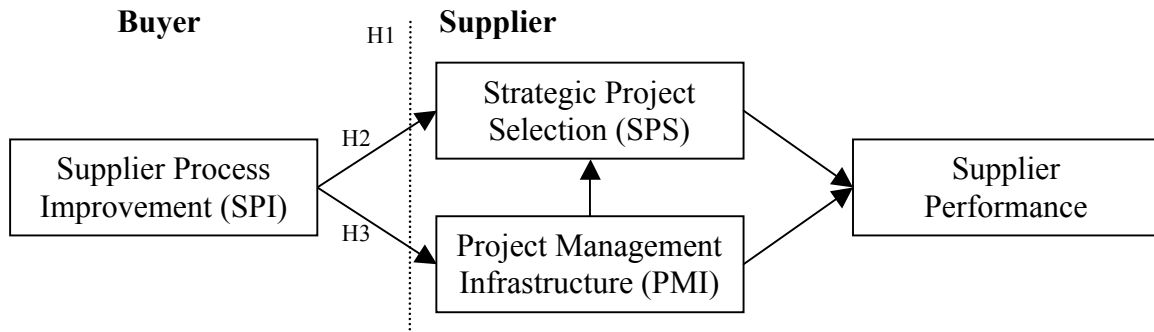 Buyer
H1
Supplier
Strategic Project
Selection (SPS)
H2
Supplier Process
Improvement (SPI)
Supplier
Performance
H3
Project Management
Infrastructure (PMI)